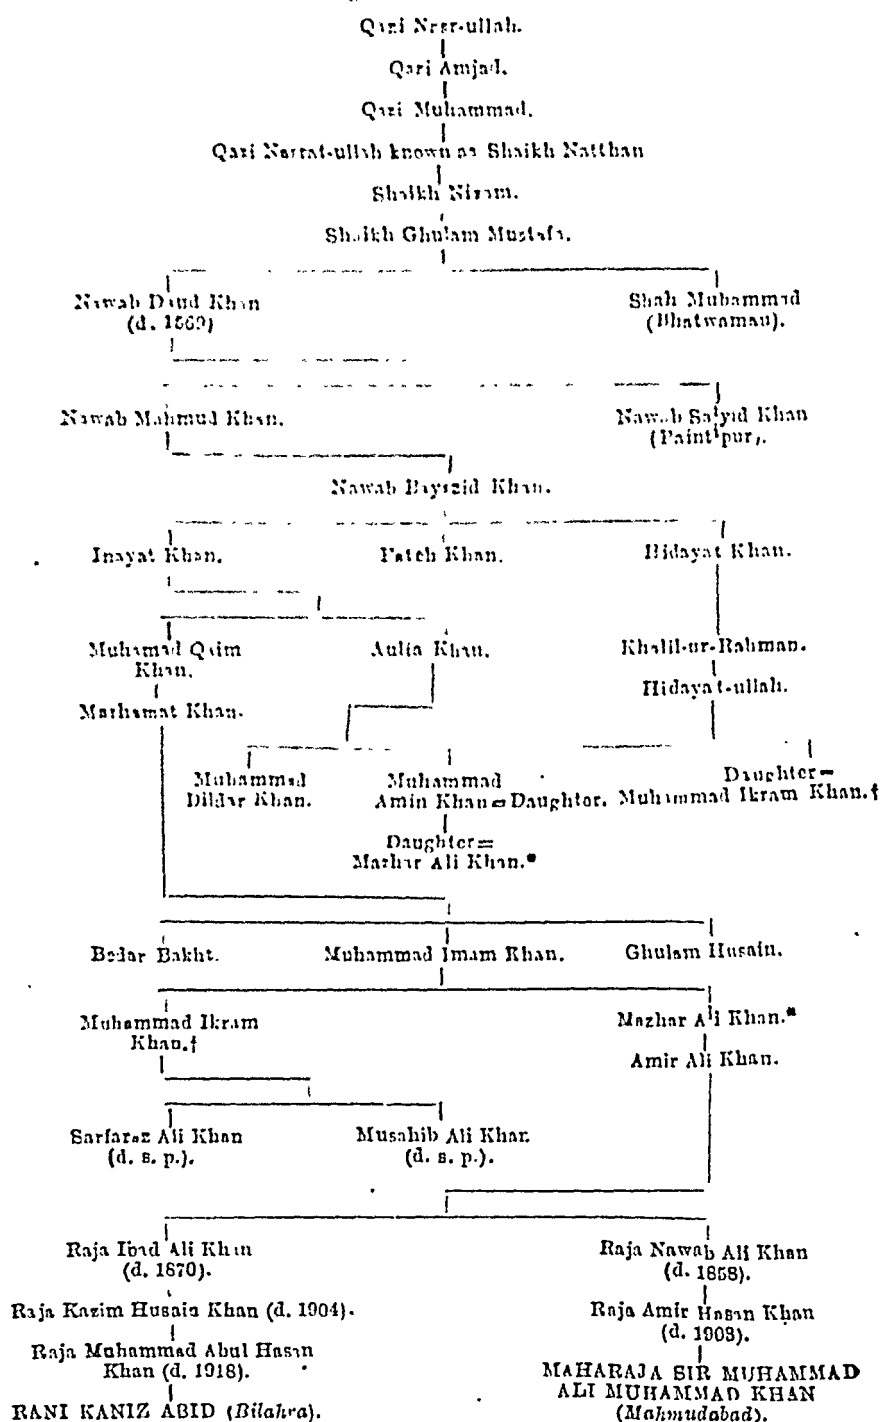 Qazi Nasr-ullah.
Qazi Amjad.
Qazi Muhammad.
Qazi Nasrat-ullah known as Shaikh Natthan
Shaikh Nizam.
Shaikh Ghulam Mustafa.
Nawab Daud Khan
(d. 1569)
Shah Muhammad
(Bhatwamau).
Nawab Mahmud Khan.
Nawab Saiyid Khan
(Paintipur).
Nawab Bayazid Khan.
Inayat Khan.
Fateh Khan.
Hidayat Khan.
Muhamad Qaim
Khan.
Aulia Khan.
Khalil-ur-Rahman.
Marhamat Khan.
Hidayat-ullah.
Muhammad
Dildar Khan.
Muhammad
Amin Khan=Daughter.
Daughter=
Muhammad Ikram Khan.†
Daughter=
Mazhar Ali Khan.*
Bedar Bakht.
Muhammad Imam Khan.
Ghulam Husain.
Muhammad Ikram
Khan.†
Mazhar Ali Khan.*
Amir Ali Khan.
Sarfaraz Ali Khan
(d. s. p.).
Musahib Ali Khan
(d. s. p.).
Raja Ibad Ali Khan
(d. 1870).
Raja Nawab Ali Khan
(d. 1858).
Raja Kazim Husain Khan (d. 1904).
Raja Amir Hasan Khan
(d. 1903).
Raja Muhammad Abul Hasan
Khan (d. 1918).
MAHARAJA SIR MUHAMMAD
ALI MUHAMMAD KHAN
(Mahmudabad).
RANI KANIZ ABID (Bilahra).